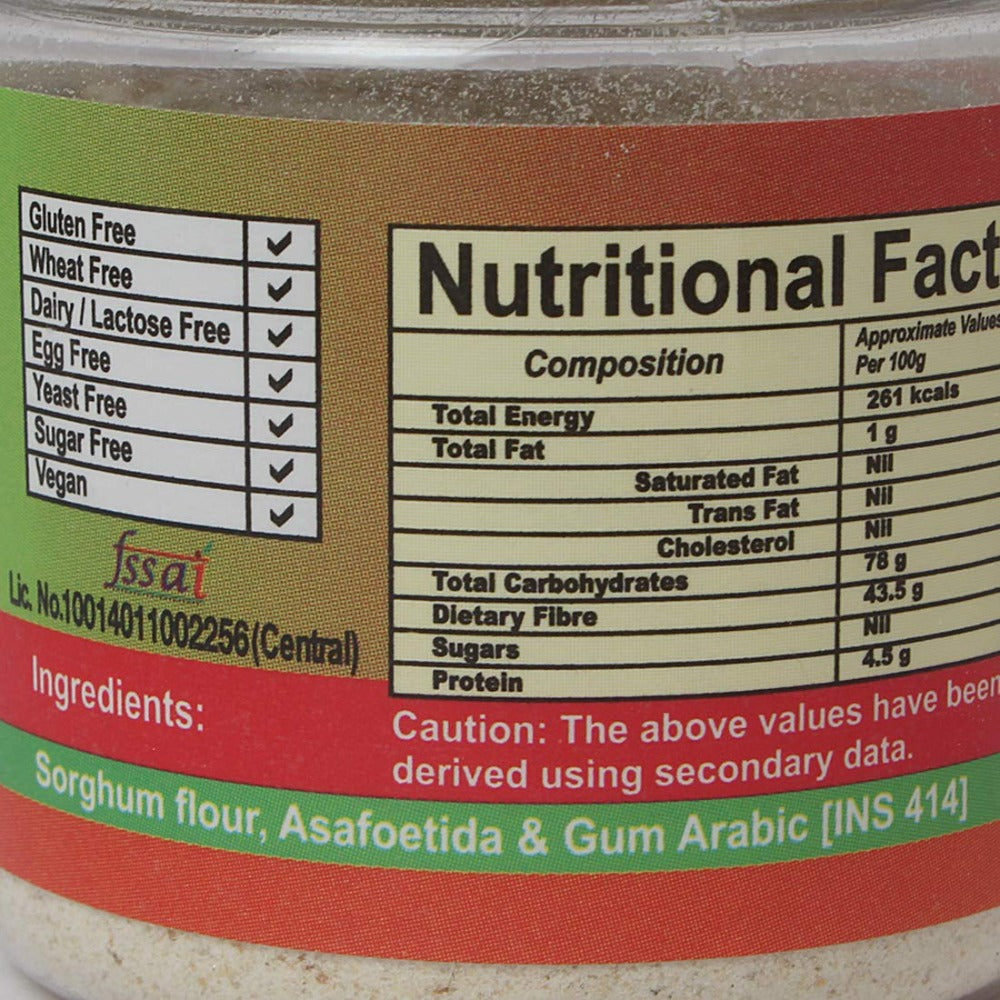 Gluten Free ✓
Wheat Free ✓
Dairy / Lactose Free ✓
Egg Free ✓
Yeast Free ✓
Sugar Free ✓
Vegan ✓
fssai
Lic. No.10014011002256(Central)
Ingredients:
Sorghum flour, Asafoetida & Gum Arabic [INS 414]
Nutritional Fact
Composition Approximate Values Per 100g
Total Energy 261 kcals
Total Fat 1 g
Saturated Fat Nil
Trans Fat Nil
Cholesterol Nil
Total Carbohydrates 78 g
Dietary Fibre 43.5 g
Sugars Nil
Protein 4.5 g
Caution: The above values have been
derived using secondary data.